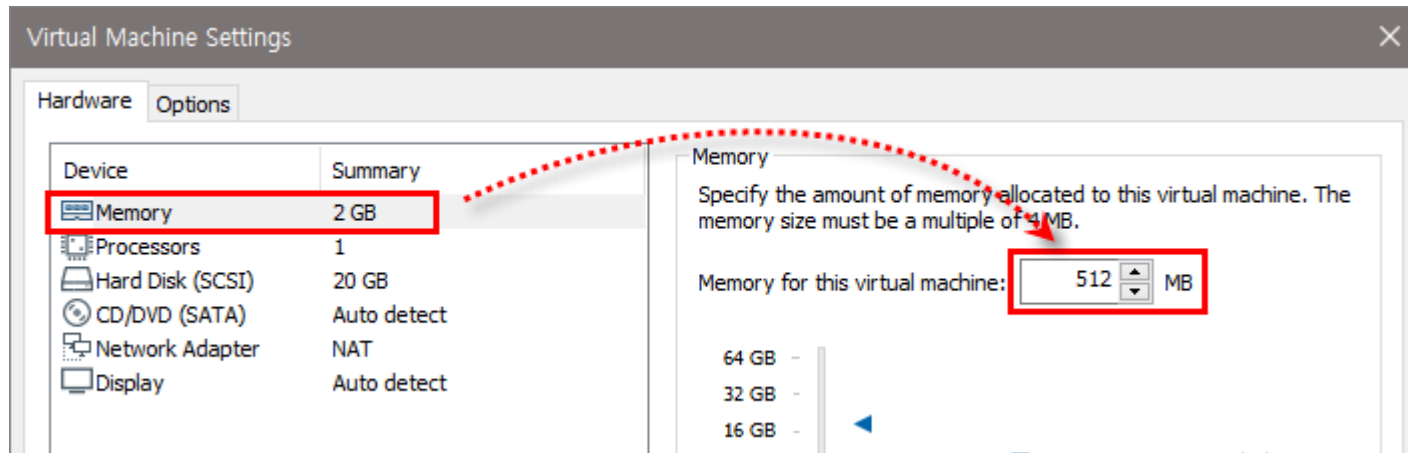 Virtual Machine Settings
Hardware Options
Device Summary
Memory 2 GB
Processors 1
Hard Disk (SCSI) 20 GB
CD/DVD (SATA) Auto detect
Network Adapter NAT
Display Auto detect
Memory
Specify the amount of memory allocated to this virtual machine. The
memory size must be a multiple of 4 MB.
Memory for this virtual machine: 512 MB
64 GB
32 GB
16 GB